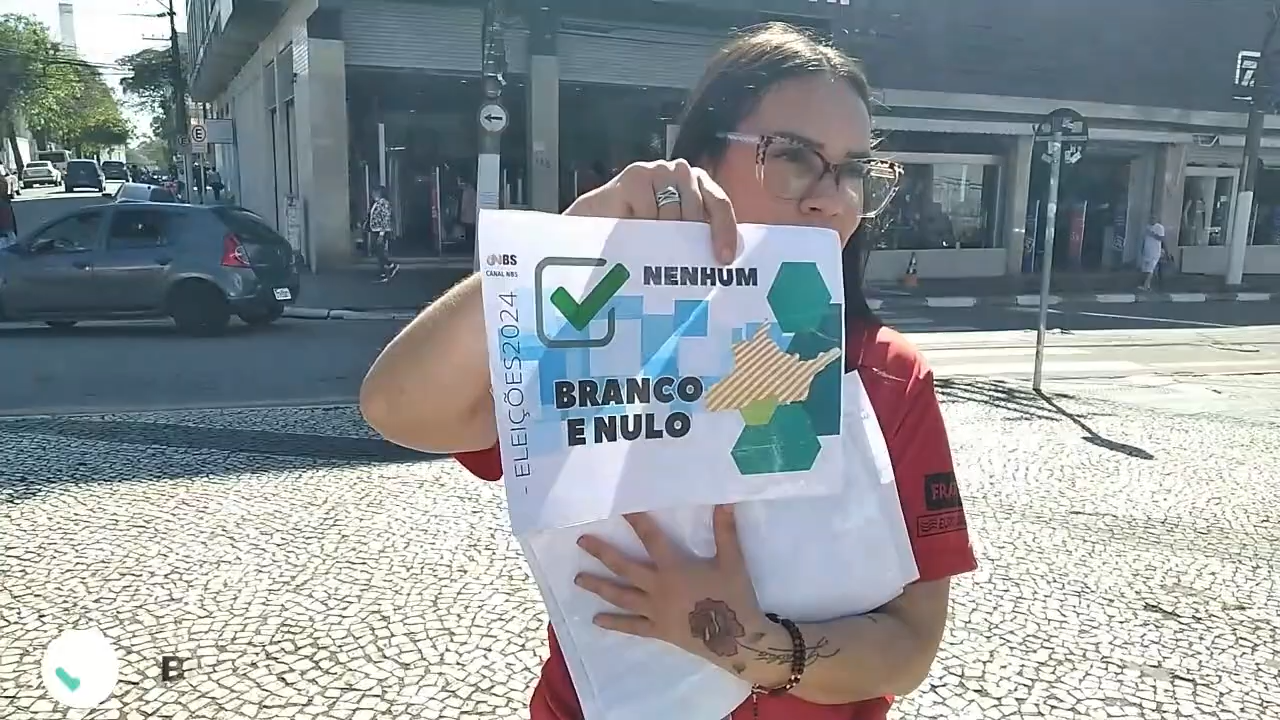 NBS
CANAL NBS
NENHUM
BRANCO
E NULO
- ELEIÇÕES2024
E
B